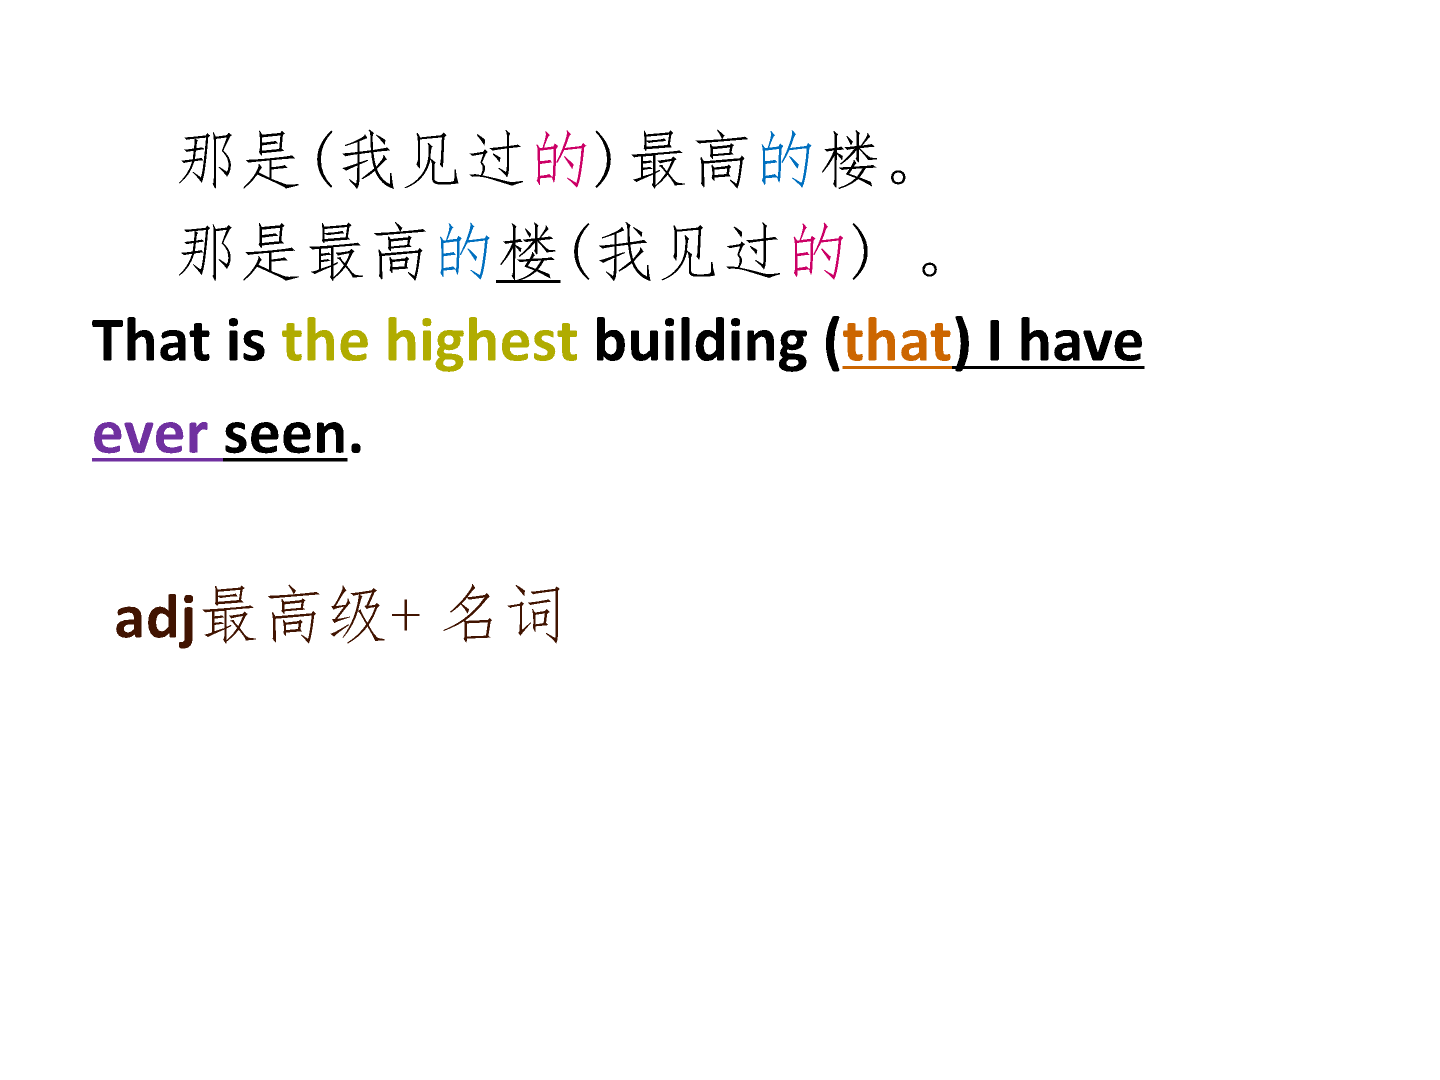 那是(我见过的)最高的楼。
那是最高的楼(我见过的) 。
That is the highest building (that) I have
ever seen.
adj最高级+ 名词